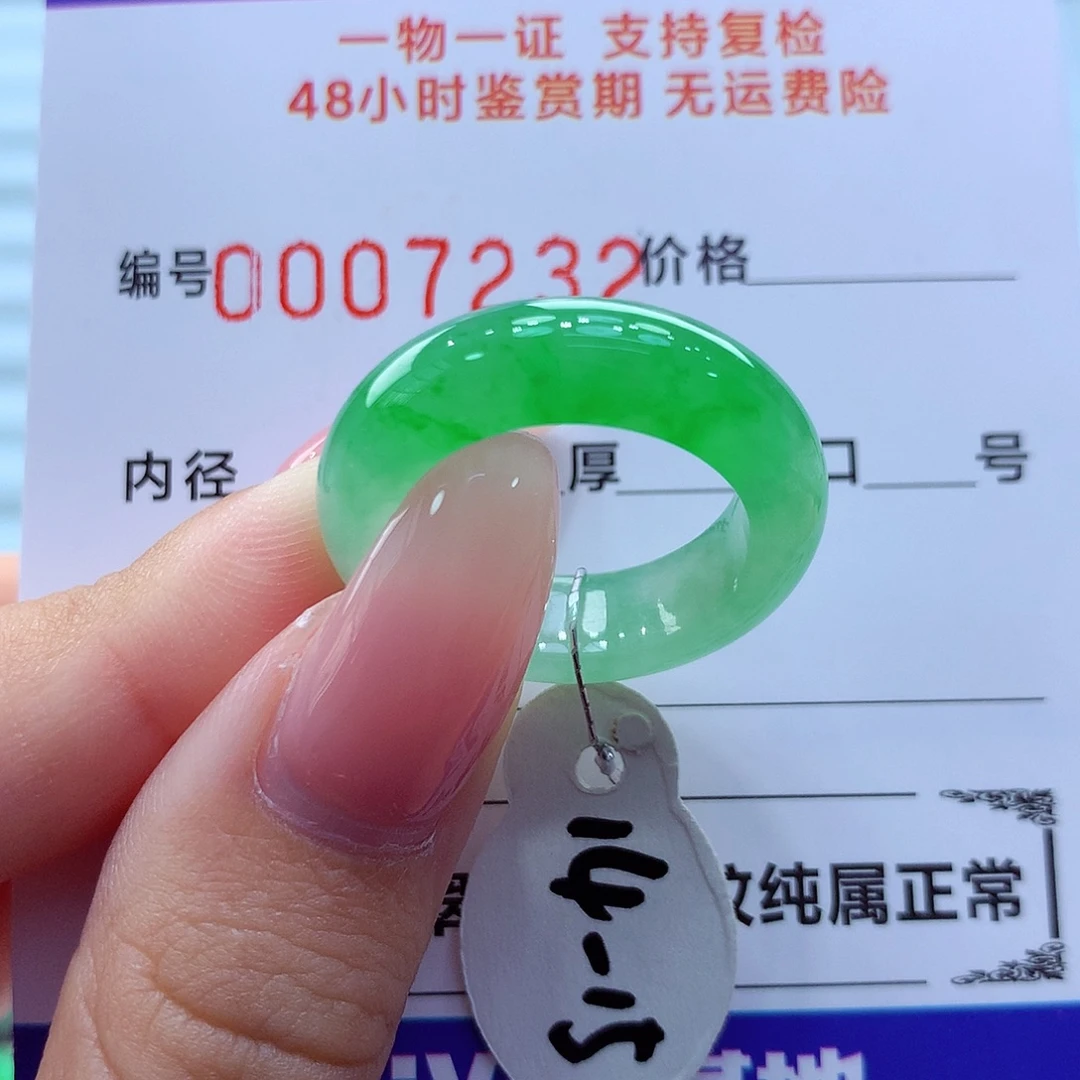 一物一证 支持复检
48小时鉴赏期 无运费险
编号0007232价格
内径 厚 口 号
纯属正常
14-15